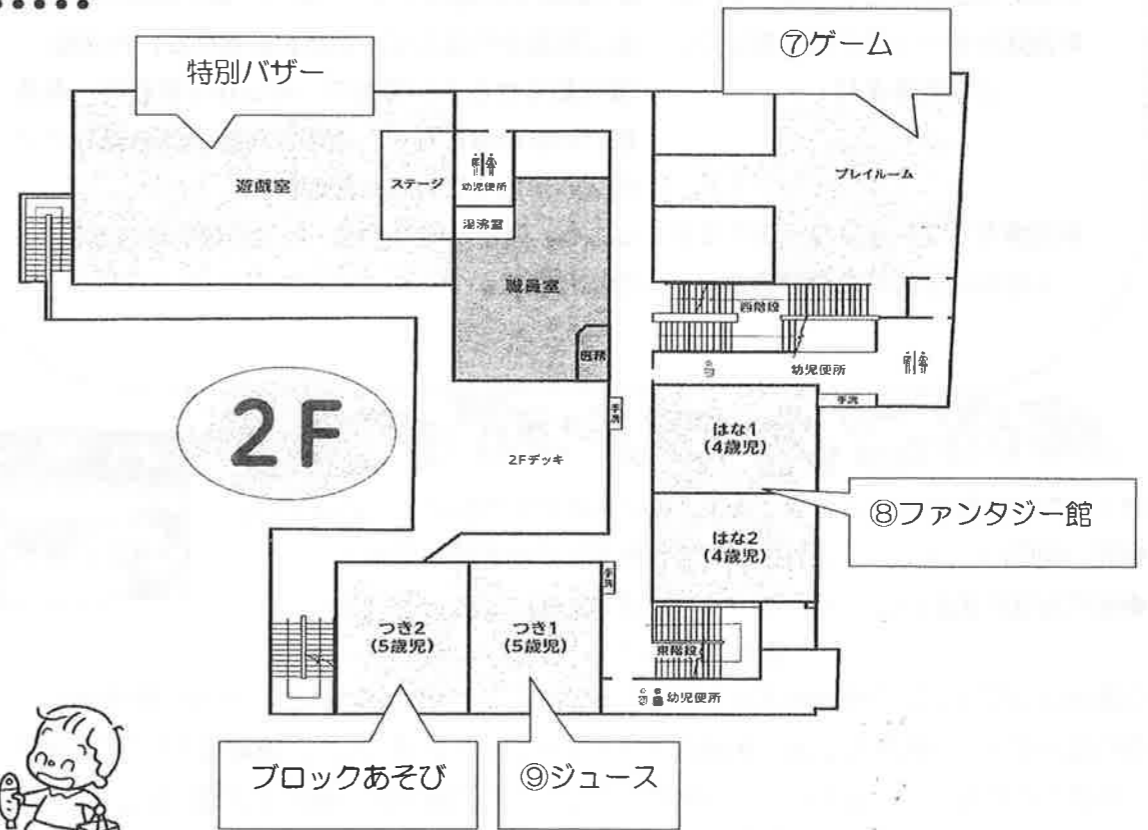 特別バザー
⑦ゲーム
遊戯室
ステージ
幼児便所
湯沸室
プレイルーム
職員室
医務
西階段
幼児便所
手洗
2F
2Fデッキ
手洗
はな1
(4歳児)
⑧ファンタジー館
はな2
(4歳児)
手洗
つき2
(5歳児)
つき1
(5歳児)
東階段
幼児便所
ブロックあそび
⑨ジュース